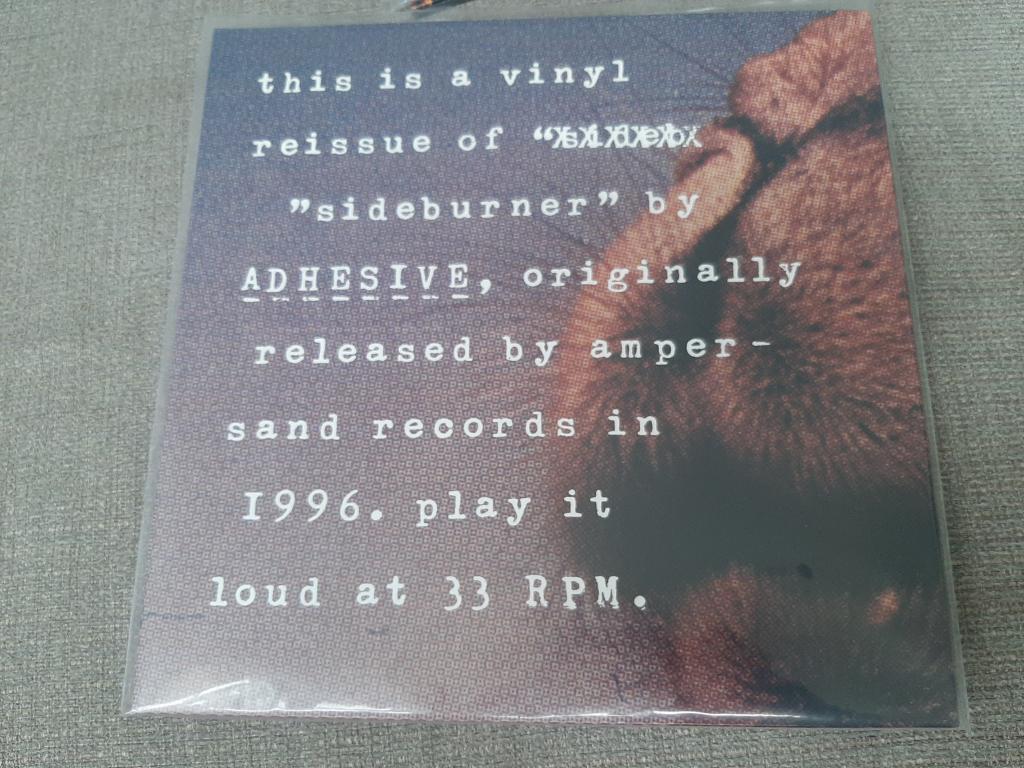 this is a vinyl
reissue of “
”sideburner” by
ADHESIVE, originally
released by amper-
sand records in
1996. play it
loud at 33 RPM.